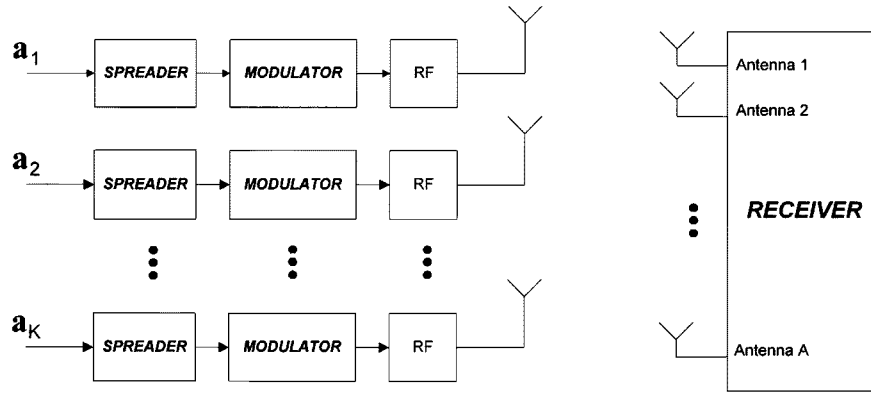 a1
SPREADER MODULATOR RF
Antenna 1
Antenna 2
a2
SPREADER MODULATOR RF
RECEIVER
aK
SPREADER MODULATOR RF
Antenna A